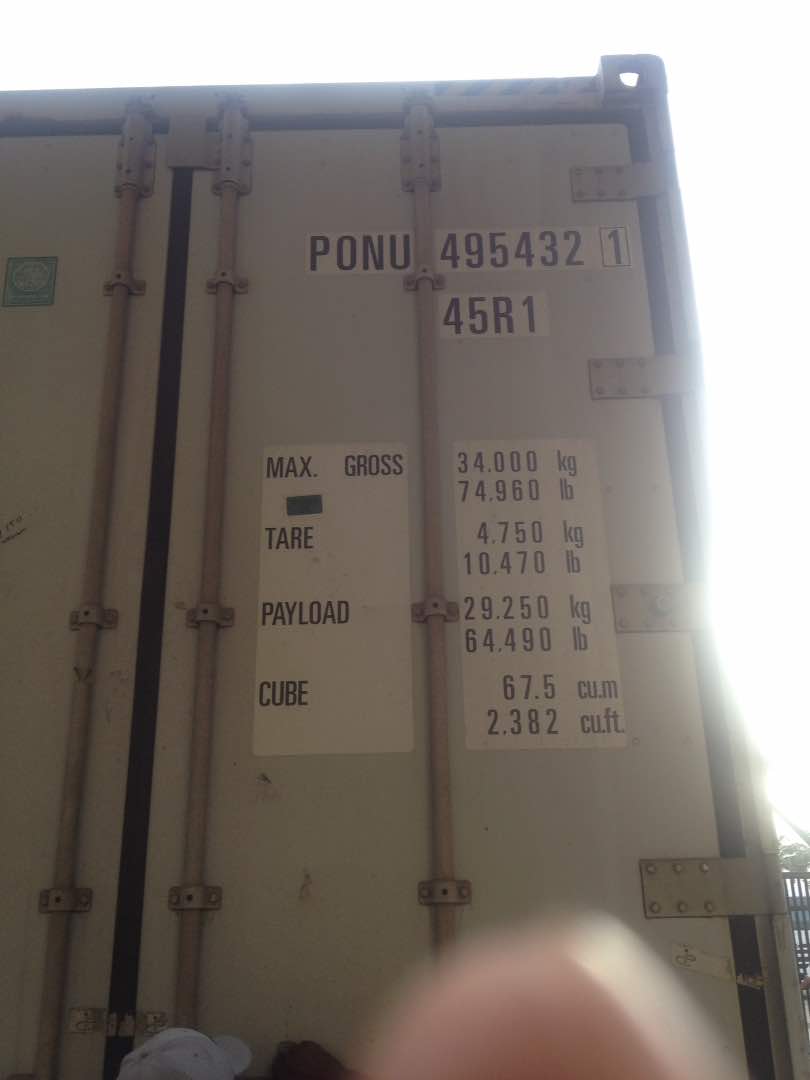 PONU 495432 1
45R1
MAX. GROSS 34.000 kg
74.960 lb
TARE 4.750 kg
10.470 lb
PAYLOAD 29.250 kg
64.490 lb
CUBE 67.5 cu.m
2.382 cu.ft.